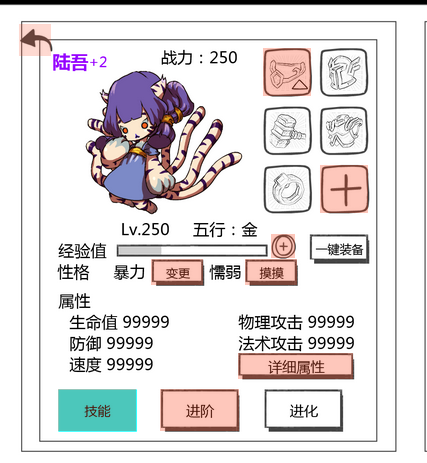 陆吾+2
战力：250
Lv.250 五行：金
经验值
一键装备
性格 暴力 变更 懦弱 摸摸
属性
生命值 99999 物理攻击 99999
防御 99999 法术攻击 99999
速度 99999 详细属性
技能 进阶 进化